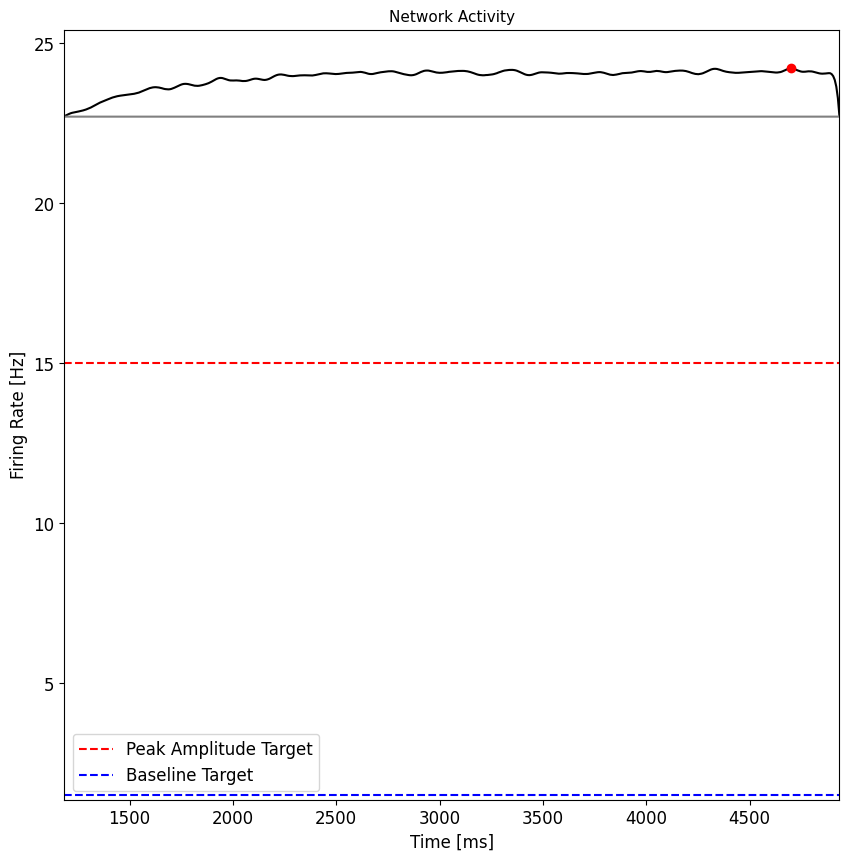 Network Activity
25
20
15
10
5
Firing Rate [Hz]
Peak Amplitude Target
Baseline Target
1500 2000 2500 3000 3500 4000 4500
Time [ms]